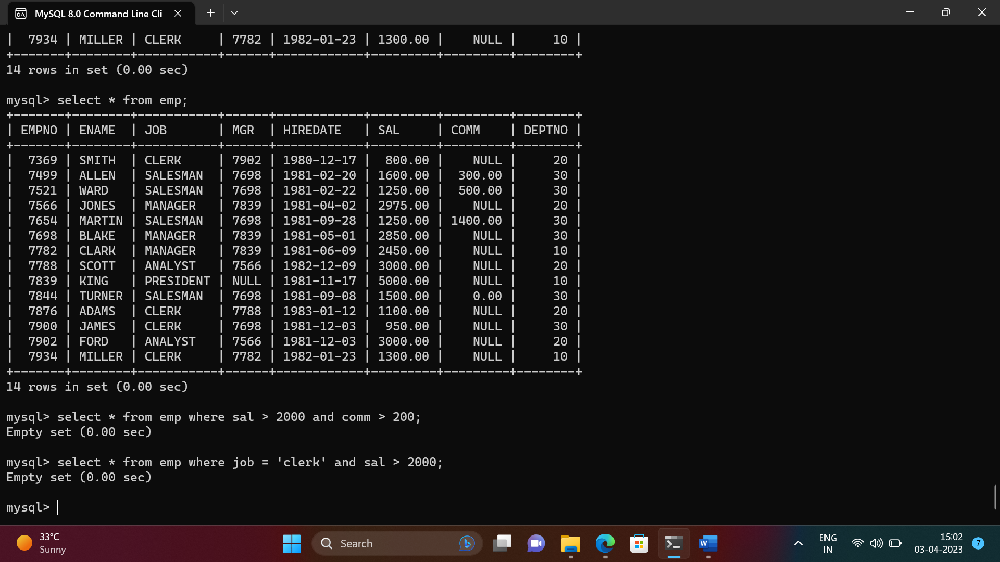 MySQL 8.0 Command Line Cli
|  7934 | MILLER | CLERK     | 7782 | 1982-01-23 | 1300.00 |    NULL |     10 |
+-------+--------+-----------+------+------------+---------+---------+--------+
14 rows in set (0.00 sec)
mysql> select * from emp;
+-------+--------+-----------+------+------------+---------+---------+--------+
| EMPNO | ENAME  | JOB       | MGR  | HIREDATE   | SAL     | COMM    | DEPTNO |
+-------+--------+-----------+------+------------+---------+---------+--------+
|  7369 | SMITH  | CLERK     | 7902 | 1980-12-17 |  800.00 |    NULL |     20 |
|  7499 | ALLEN  | SALESMAN  | 7698 | 1981-02-20 | 1600.00 |  300.00 |     30 |
|  7521 | WARD   | SALESMAN  | 7698 | 1981-02-22 | 1250.00 |  500.00 |     30 |
|  7566 | JONES  | MANAGER   | 7839 | 1981-04-02 | 2975.00 |    NULL |     20 |
|  7654 | MARTIN | SALESMAN  | 7698 | 1981-09-28 | 1250.00 | 1400.00 |     30 |
|  7698 | BLAKE  | MANAGER   | 7839 | 1981-05-01 | 2850.00 |    NULL |     30 |
|  7782 | CLARK  | MANAGER   | 7839 | 1981-06-09 | 2450.00 |    NULL |     10 |
|  7788 | SCOTT  | ANALYST   | 7566 | 1982-12-09 | 3000.00 |    NULL |     20 |
|  7839 | KING   | PRESIDENT | NULL | 1981-11-17 | 5000.00 |    NULL |     10 |
|  7844 | TURNER | SALESMAN  | 7698 | 1981-09-08 | 1500.00 |    0.00 |     30 |
|  7876 | ADAMS  | CLERK     | 7788 | 1983-01-12 | 1100.00 |    NULL |     20 |
|  7900 | JAMES  | CLERK     | 7698 | 1981-12-03 |  950.00 |    NULL |     30 |
|  7902 | FORD   | ANALYST   | 7566 | 1981-12-03 | 3000.00 |    NULL |     20 |
|  7934 | MILLER | CLERK     | 7782 | 1982-01-23 | 1300.00 |    NULL |     10 |
+-------+--------+-----------+------+------------+---------+---------+--------+
14 rows in set (0.00 sec)
mysql> select * from emp where sal > 2000 and comm > 200;
Empty set (0.00 sec)
mysql> select * from emp where job = 'clerk' and sal > 2000;
Empty set (0.00 sec)
mysql>
33°C
Sunny
Search
ENG
IN
15:02
03-04-2023
7